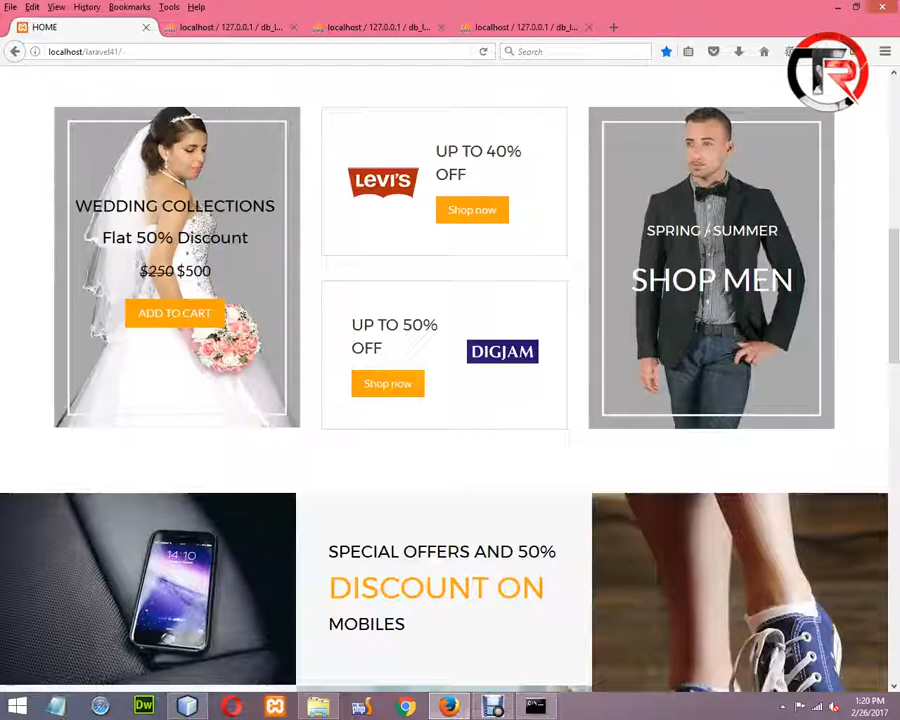 File Edit View History Bookmarks Tools Help
HOME
localhost / 127.0.0.1 / db_l...
localhost / 127.0.0.1 / db_l...
localhost / 127.0.0.1 / db_l...
localhost/laravel41/
Search
TR
WEDDING COLLECTIONS
Flat 50% Discount
$250 $500
ADD TO CART
LEVI'S
UP TO 40%
OFF
Shop now
UP TO 50%
OFF
Shop now
DIGJAM
SPRING / SUMMER
SHOP MEN
14:10
SPECIAL OFFERS AND 50%
DISCOUNT ON
MOBILES
Dw
php
1:20 PM
2/26/2017